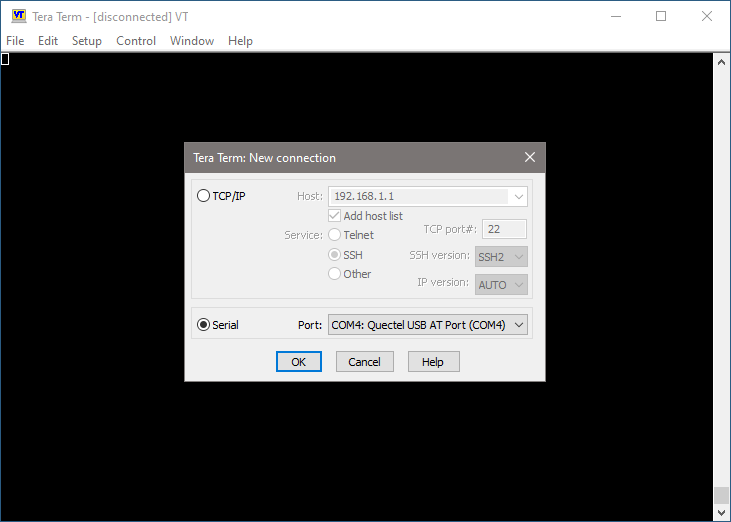 VT Tera Term - [disconnected] VT
File Edit Setup Control Window Help
Tera Term: New connection
TCP/IP Host: 192.168.1.1
Add host list
Service: Telnet TCP port#: 22
SSH SSH version: SSH2
Other IP version: AUTO
Serial Port: COM4: Quectel USB AT Port (COM4)
OK Cancel Help